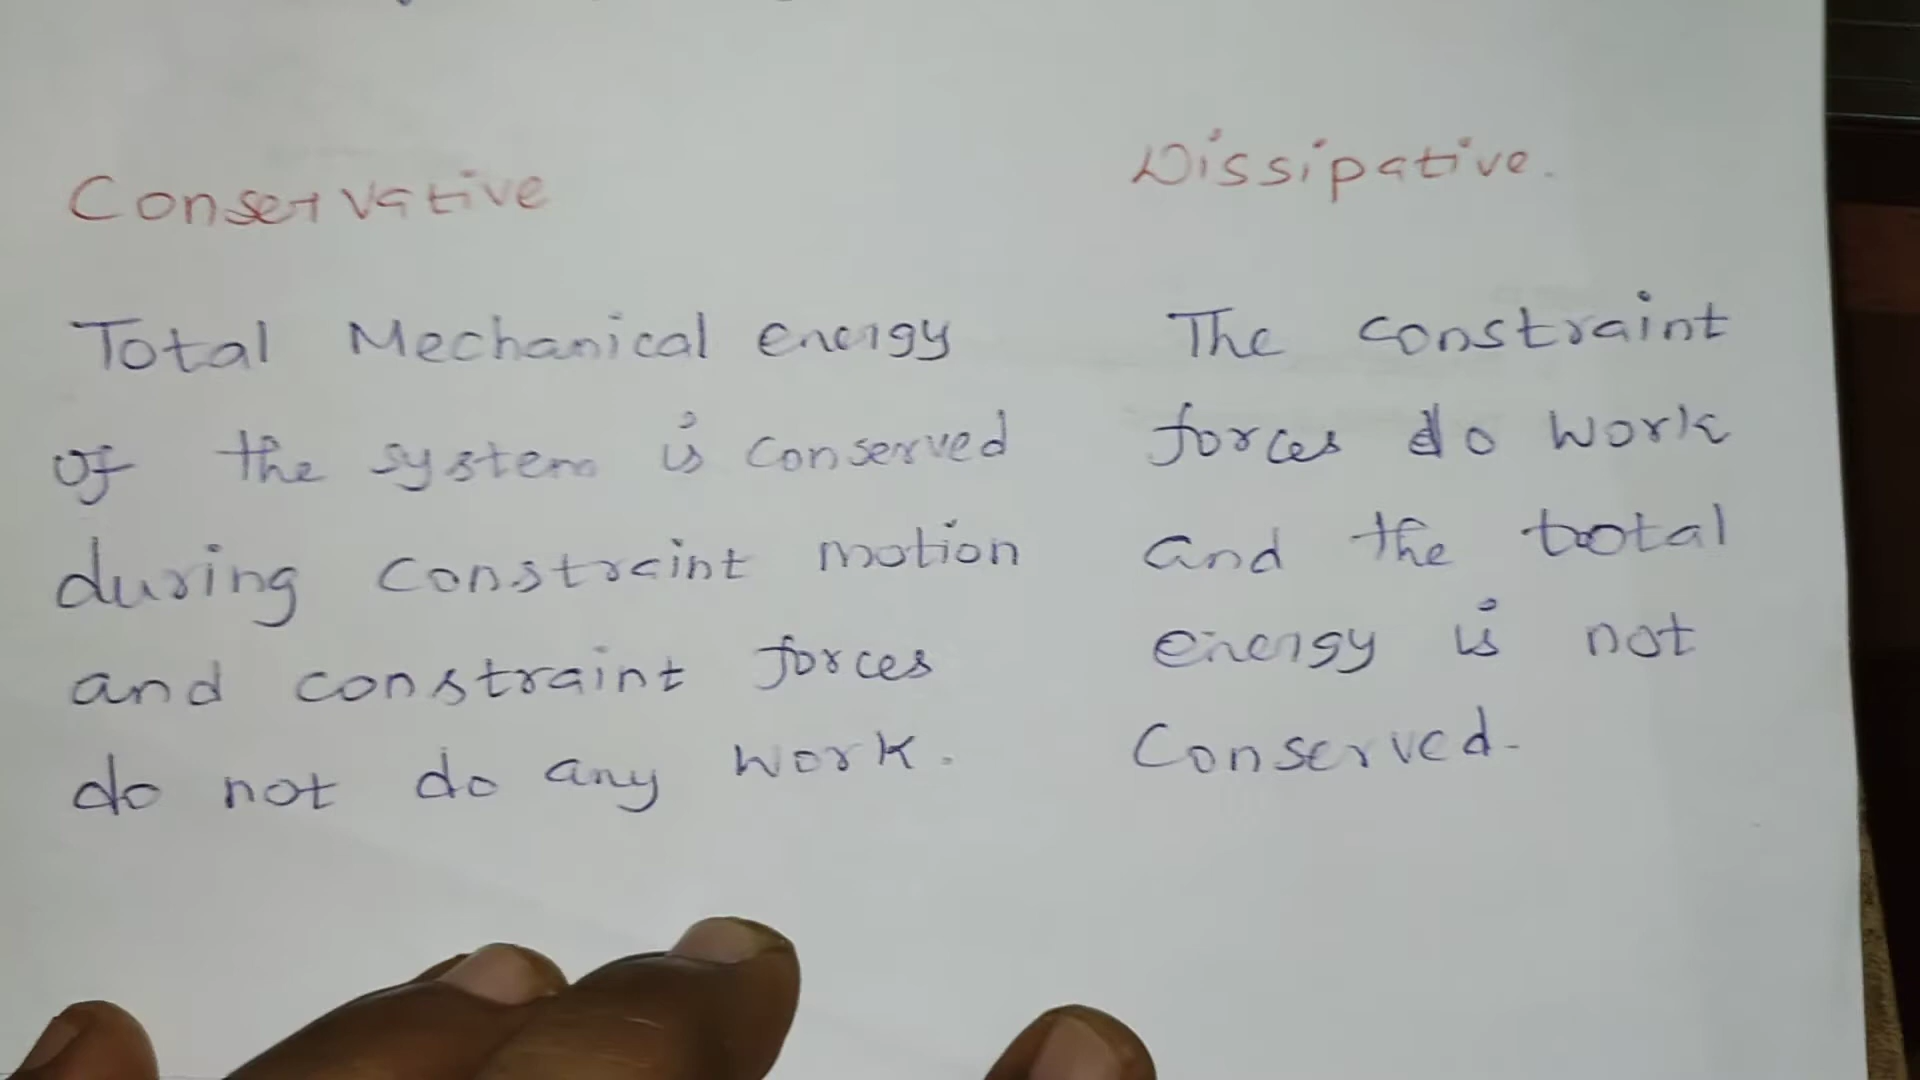 Conservative
Total Mechanical energy
of the system is conserved
during constraint motion
and constraint forces
do not do any work.
Dissipative.
The constraint
forces do work
and the total
energy is not
Conserved.